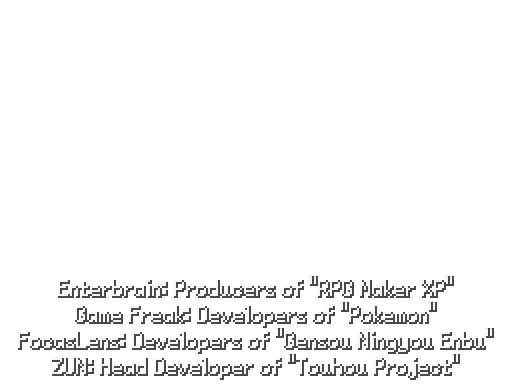 Enterbrain: Producers of "RPG Maker XP"
Game Freak: Developers of "Pokemon"
FocasLens: Developers of "Gensou Ningyou Enbu"
ZUN: Head Developer of "Touhou Project"